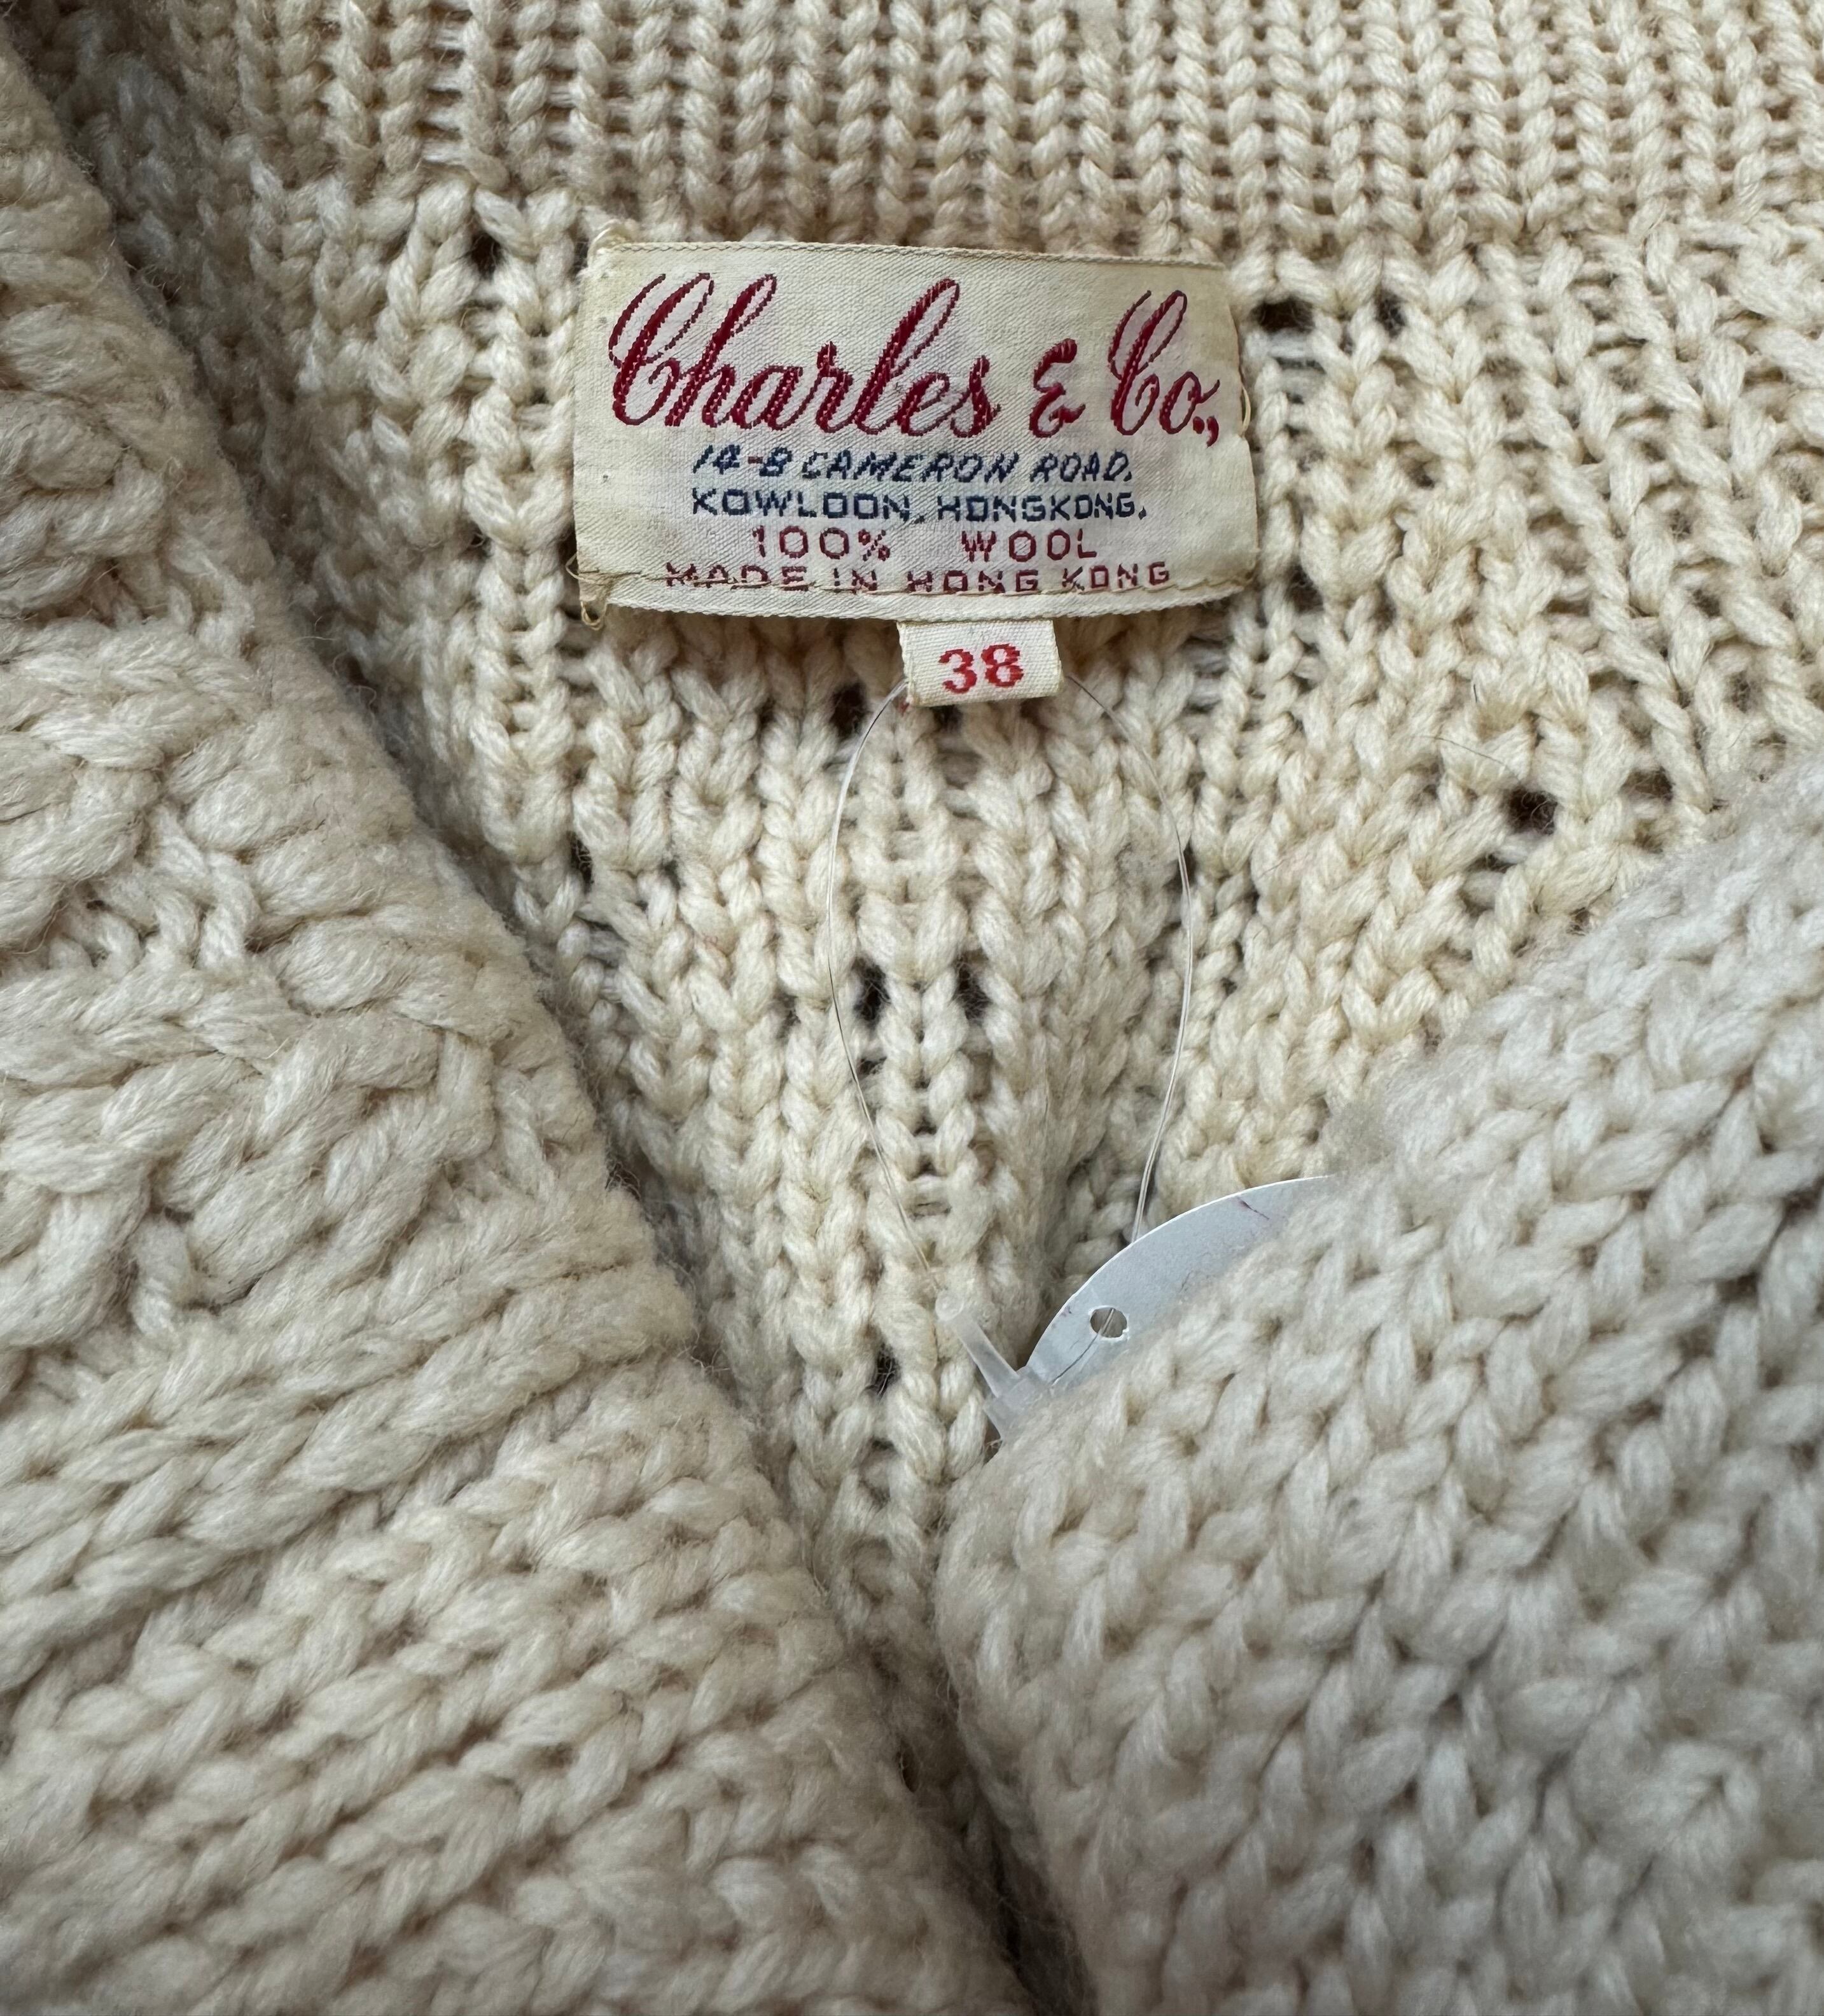 Charles & Co.,
14-B CAMERON ROAD.
KOWLOON, HONGKONG.
100% WOOL
MADE IN HONG KONG
38